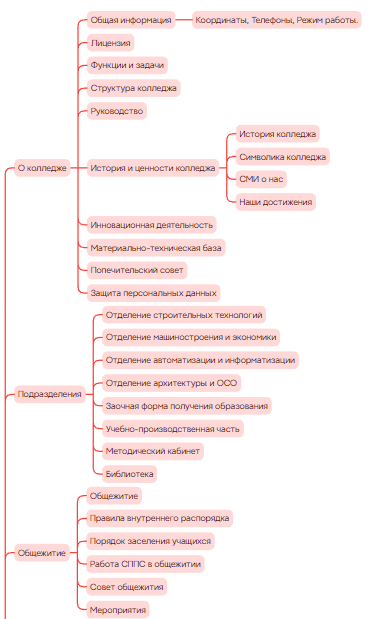 Общая информация
Координаты, Телефоны, Режим работы.
Лицензия
Функции и задачи
Структура колледжа
Руководство
О колледже
История и ценности колледжа
История колледжа
Символика колледжа
СМИ о нас
Наши достижения
Инновационная деятельность
Материально-техническая база
Попечительский совет
Защита персональных данных
Подразделения
Отделение строительных технологий
Отделение машиностроения и экономики
Отделение автоматизации и информатизации
Отделение архитектуры и ОСО
Заочная форма получения образования
Учебно-производственная часть
Методический кабинет
Библиотека
Общежитие
Общежитие
Правила внутреннего распорядка
Порядок заселения учащихся
Работа СППС в общежитии
Совет общежития
Мероприятия